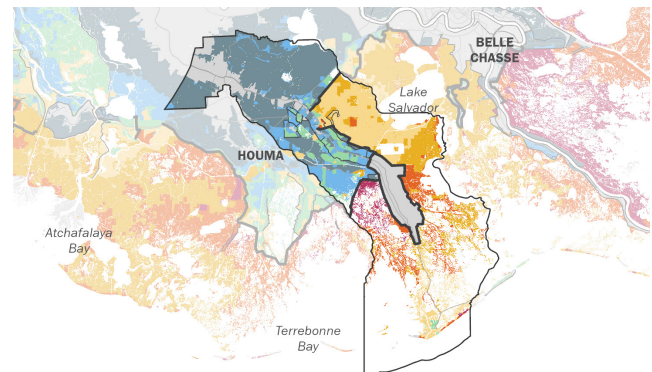 BELLE
CHASSE
Lake
Salvador
HOUMA
Atchafalaya
Bay
Terrebonne
Bay